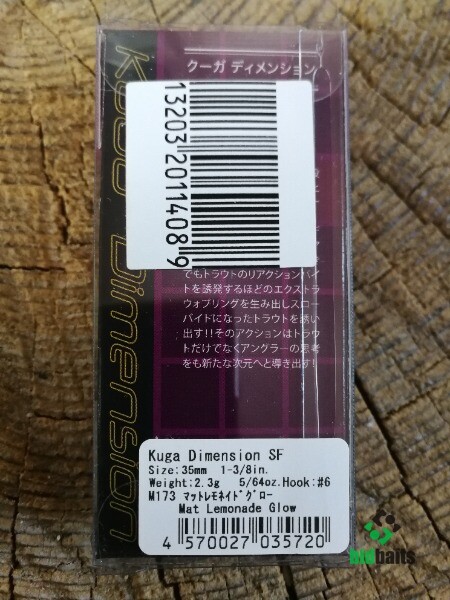 クーガ ディメンション
13203 2011408 9
Kuga Dimension
でもトラウトのリアクションバイ
トを誘発するほどのエクストラ
ウォブリングを生み出しスロー
バイドになったトラウトを誘い
出す!!そのアクションはトラウ
トだけでなくアングラーの思考
をも新たな次元へと導き出す!
Kuga Dimension SF
Size:35mm 1-3/8in.
Weight:2.3g 5/64oz.Hook:#6
M173 マットレモネイドグロー
Mat Lemonade Glow
4 570027 035720
bigbaits